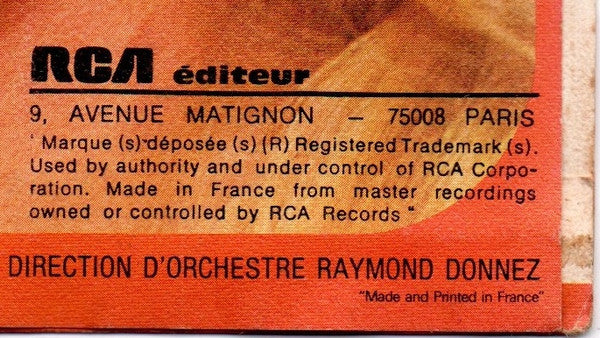 RCA éditeur
9, AVENUE MATIGNON – 75008 PARIS
' Marque (s) déposée (s) (R) Registered Trademark (s).
Used by authority and under control of RCA Corpo-
ration. Made in France from master recordings
owned or controlled by RCA Records "
DIRECTION D'ORCHESTRE RAYMOND DONNEZ
"Made and Printed in France"